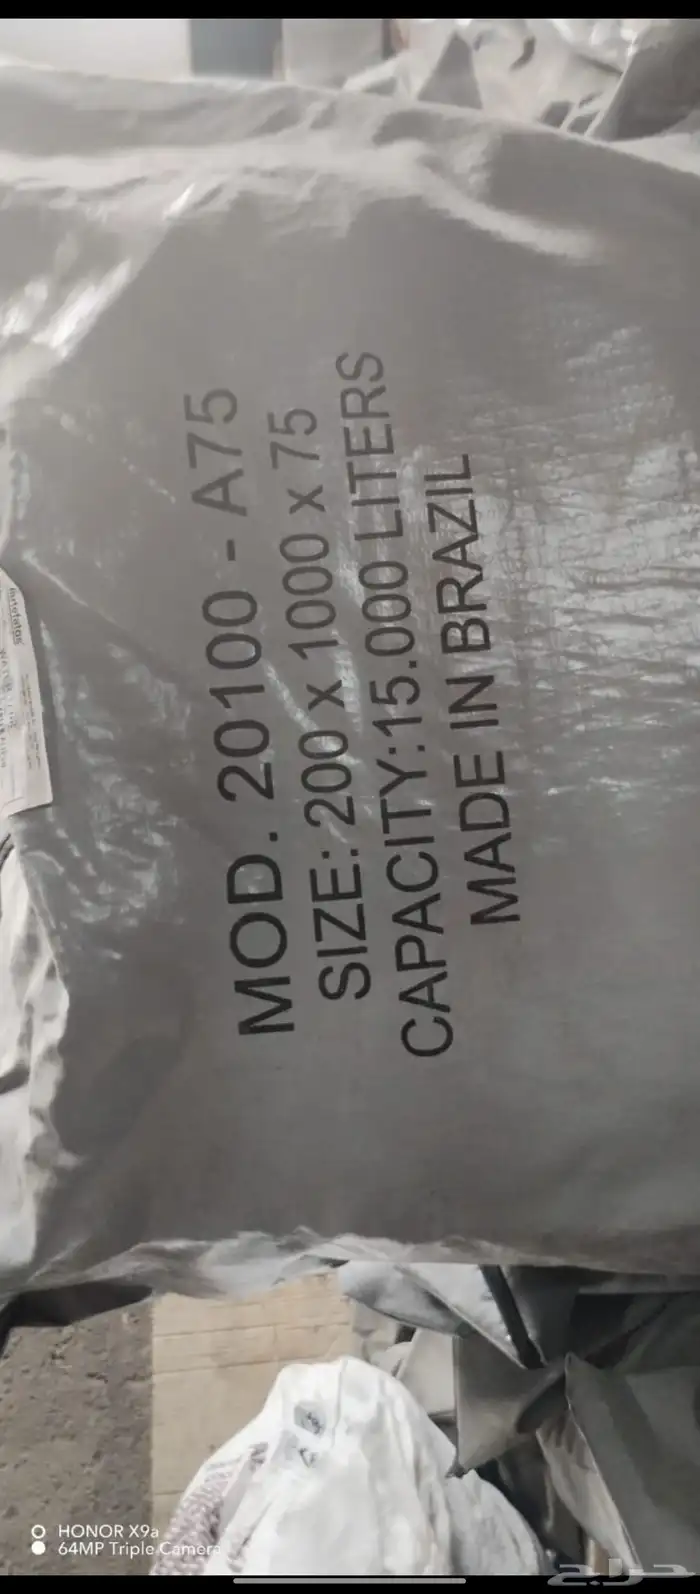 MOD. 20100 - A75
SIZE: 200 x 1000 x 75
CAPACITY:15.000 LITERS
MADE IN BRAZIL
HONOR X9a
64MP Triple Camera
حراج